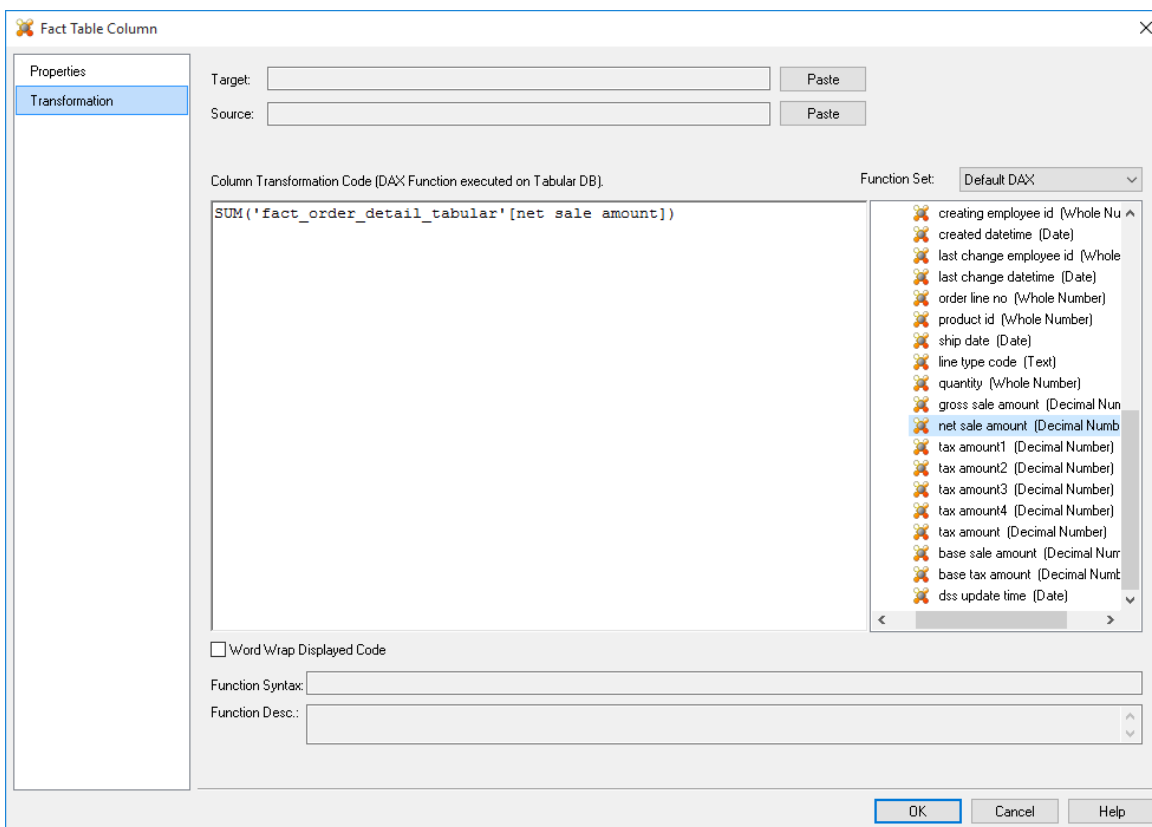 Fact Table Column
Properties
Transformation
Target:
Paste
Source:
Paste
Column Transformation Code (DAX Function executed on Tabular DB).
Function Set:
Default DAX
SUM('fact_order_detail_tabular'[net sale amount])
creating employee id (Whole Nu
created datetime (Date)
last change employee id (Whole
last change datetime (Date)
order line no (Whole Number)
product id (Whole Number)
ship date (Date)
line type code (Text)
quantity (Whole Number)
gross sale amount (Decimal Nun
net sale amount (Decimal Numb
tax amount1 (Decimal Number)
tax amount2 (Decimal Number)
tax amount3 (Decimal Number)
tax amount4 (Decimal Number)
tax amount (Decimal Number)
base sale amount (Decimal Num
base tax amount (Decimal Numb
dss update time (Date)
Word Wrap Displayed Code
Function Syntax:
Function Desc.:
OK
Cancel
Help